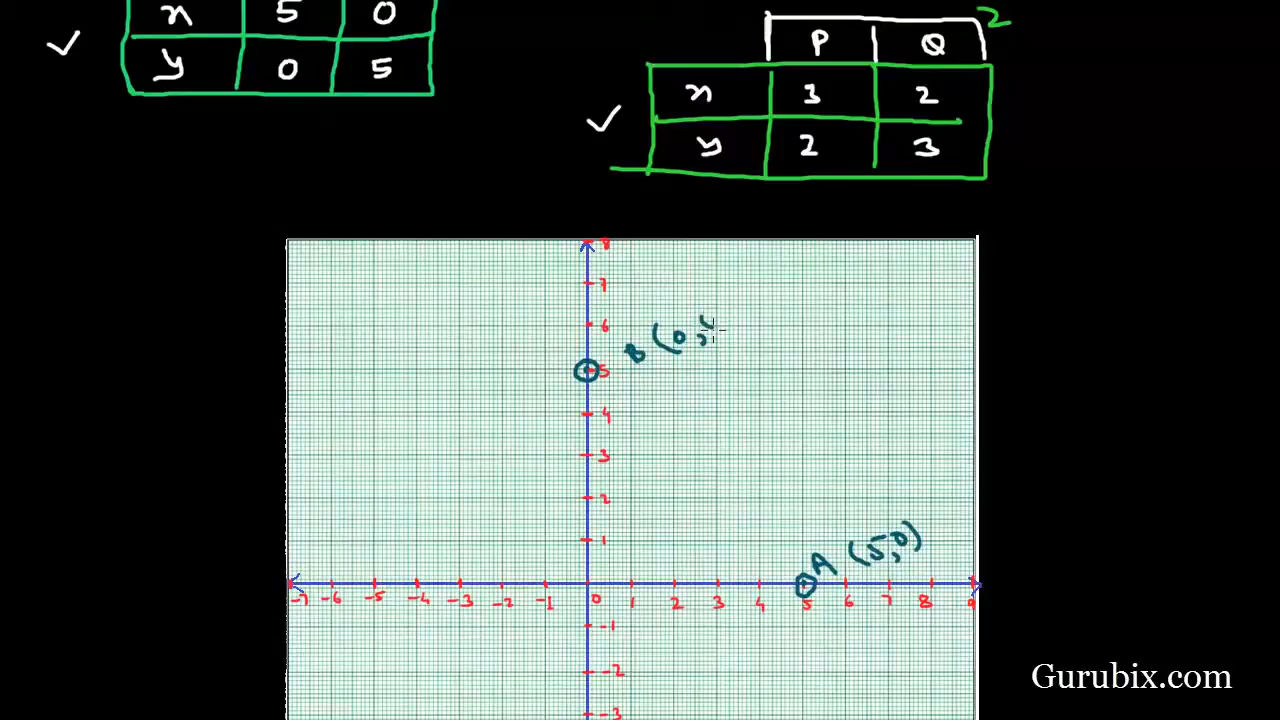 x 5 0
y 0 5
2
P Q
x 3 2
y 2 3
8
7
6
B (0,
5
4
3
2
A (5,0)
1
-7 -6 -5 -4 -3 -2 -1 0 1 2 3 4 5 6 7 8 9
-1
-2
-3
Gurubix.com